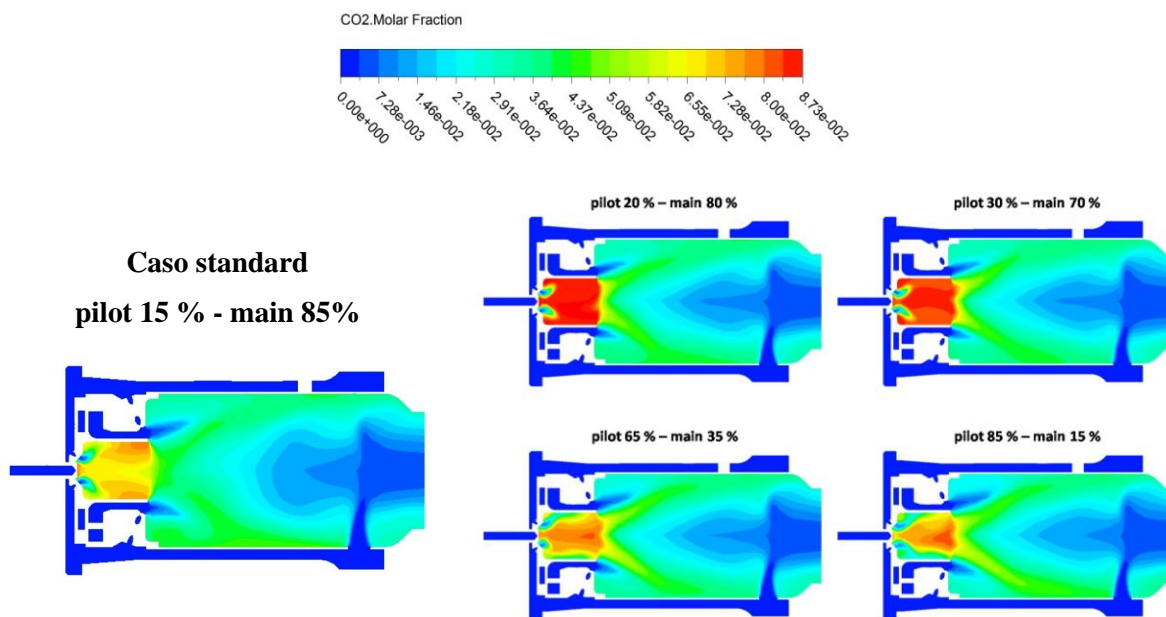 CO2.Molar Fraction
0.00e+000
7.28e-003
1.46e-002
2.18e-002
2.91e-002
3.64e-002
4.37e-002
5.09e-002
5.82e-002
6.55e-002
7.28e-002
8.00e-002
8.73e-002
Caso standard
pilot 15 % - main 85%
pilot 20 % – main 80 %
pilot 30 % – main 70 %
pilot 65 % – main 35 %
pilot 85 % – main 15 %